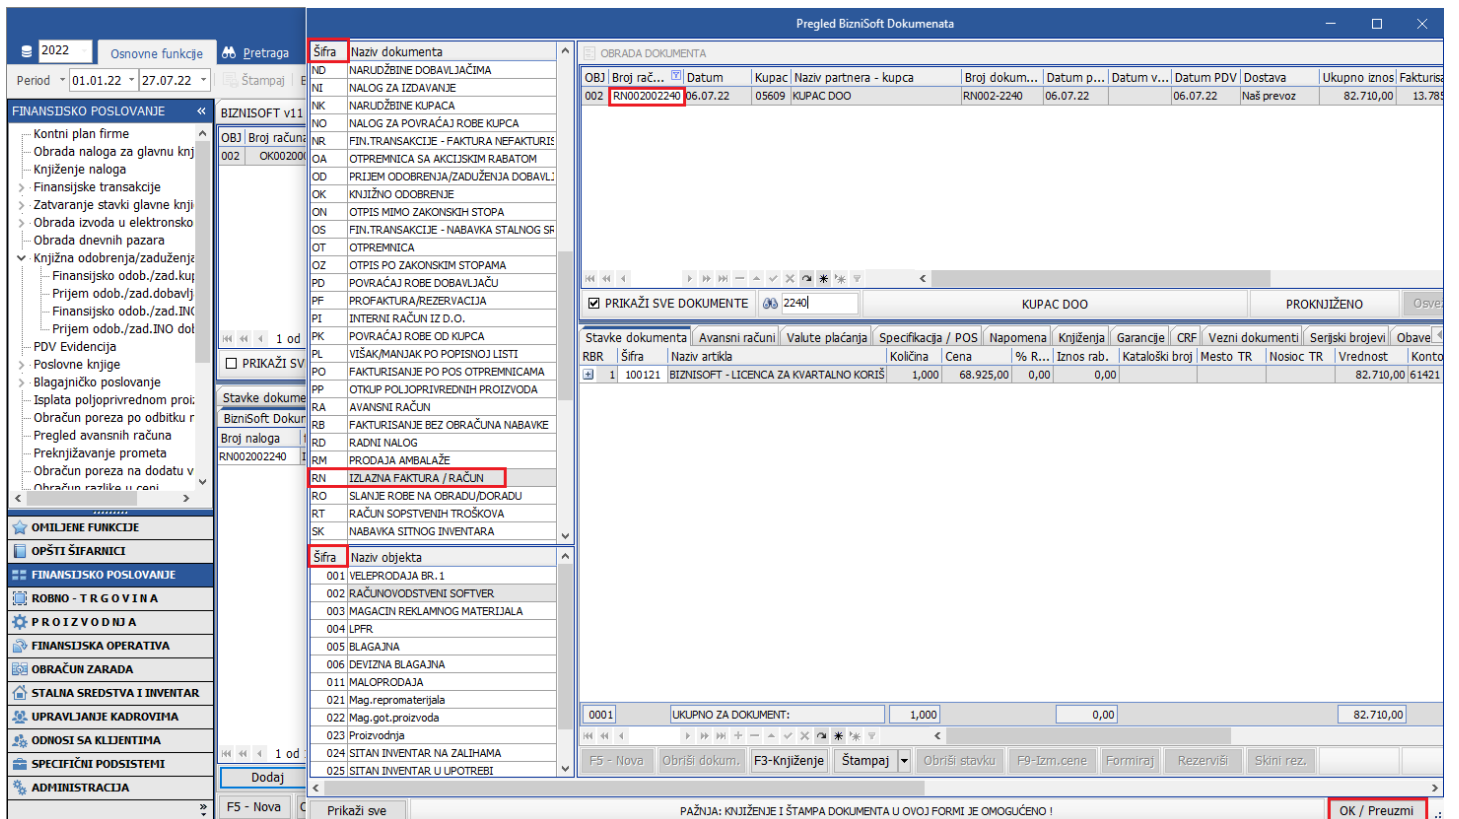 Pregled BizniSoft Dokumenata
2022
Osnovne funkcije
Pretraga
Period
01.01.22
27.07.22
Štampaj
FINANSIJSKO POSLOVANJE «
Kontni plan firme
Obrada naloga za glavnu knj
Knjiženje naloga
Finansijske transakcije
Zatvaranje stavki glavne knji
Obrada izvoda u elektronsko
Obrada dnevnih pazara
Knjižna odobrenja/zaduženja
Finansijsko odob./zad.kup
Prijem odob./zad.dobavlj
Finansijsko odob./zad.INO
Prijem odob./zad.INO dob
PDV Evidencija
Poslovne knjige
Blagajničko poslovanje
Isplata poljoprivrednom proi:
Obračun poreza po odbitku r
Pregled avansnih računa
Preknjižavanje prometa
Obračun poreza na dodatu v
Obračun razlike u ceni
OMILJENE FUNKCIJE
OPŠTI ŠIFARNICI
FINANSIJSKO POSLOVANJE
ROBNO - T R G O V I N A
P R O I Z V O D NJ A
FINANSIJSKA OPERATIVA
OBRAČUN ZARADA
STALNA SREDSTVA I INVENTAR
UPRAVLJANJE KADROVIMA
ODNOSI SA KLIJENTIMA
SPECIFIČNI PODSISTEMI
ADMINISTRACIJA
BIZNISOFT v11
OBJ Broj računa
002 OK00200
1 od
PRIKAŽI SV
Stavke dokume
BizniSoft Dokur
Broj naloga
RN002002240
1 od
Dodaj
F5 - Nova
Šifra Naziv dokumenta
ND NARUDŽBINE DOBAVLJAČIMA
NI NALOG ZA IZDAVANJE
NK NARUDŽBINE KUPACA
NO NALOG ZA POVRAĆAJ ROBE KUPCA
NR FIN.TRANSAKCIJE - FAKTURA NEFAKTURIS
OA OTPREMNICA SA AKCIJSKIM RABATOM
OD PRIJEM ODOBRENJA/ZADUŽENJA DOBAVLJ
OK KNJIŽNO ODOBRENJE
ON OTPIS MIMO ZAKONSKIH STOPA
OS FIN.TRANSAKCIJE - NABAVKA STALNOG SR
OT OTPREMNICA
OZ OTPIS PO ZAKONSKIM STOPAMA
PD POVRAĆAJ ROBE DOBAVLJAČU
PF PROFAKTURA/REZERVACIJA
PI INTERNI RAČUN IZ D.O.
PK POVRAĆAJ ROBE OD KUPCA
PL VIŠAK/MANJAK PO POPISNOJ LISTI
PO FAKTURISANJE PO POS OTPREMNICAMA
PP OTKUP POLJOPRIVREDNIH PROIZVODA
RA AVANSNI RAČUN
RB FAKTURISANJE BEZ OBRAČUNA NABAVKE
RD RADNI NALOG
RM PRODAJA AMBALAŽE
RN IZLAZNA FAKTURA / RAČUN
RO SLANJE ROBE NA OBRADU/DORADU
RT RAČUN SOPSTVENIH TROŠKOVA
SK NABAVKA SITNOG INVENTARA
Šifra Naziv objekta
001 VELEPRODAJA BR.1
002 RAČUNOVODSTVENI SOFTVER
003 MAGACIN REKLAMNOG MATERIJALA
004 LPFR
005 BLAGAJNA
006 DEVIZNA BLAGAJNA
011 MALOPRODAJA
021 Mag.repromaterijala
022 Mag.got.proizvoda
023 Proizvodnja
024 SITAN INVENTAR NA ZALIHAMA
025 SITAN INVENTAR U UPOTREBI
Prikaži sve
OBRADA DOKUMENTA
OBJ Broj rač... Datum Kupac Naziv partnera - kupca Broj dokum... Datum p... Datum v... Datum PDV Dostava Ukupno iznos Fakturisa
002 RN002002240 06.07.22 05609 KUPAC DOO RN002-2240 06.07.22 06.07.22 Naš prevoz 82.710,00 13.785
PRIKAŽI SVE DOKUMENTE 2240 KUPAC DOO PROKNJIŽENO Osvez
Stavke dokumenta Avansni računi Valute plaćanja Specifikacija / POS Napomena Knjiženja Garancije CRF Vezni dokumenti Serijski brojevi Obave
RBR Šifra Naziv artikla Količina Cena % R... Iznos rab. Kataloški broj Mesto TR Nosioc TR Vrednost Konto
1 100121 BIZNISOFT - LICENCA ZA KVARTALNO KORIŠ 1,000 68.925,00 0,00 0,00 82.710,00 61421
0001 UKUPNO ZA DOKUMENT: 1,000 0,00 82.710,00
F5 - Nova Obriši dokum. F3-Knjiženje Štampaj Obriši stavku F9-Izm.cene Formiraj Rezerviši Skini rez.
PAŽNJA: KNJIŽENJE I ŠTAMPA DOKUMENTA U OVOJ FORMI JE OMOGUĆENO !
OK / Preuzmi